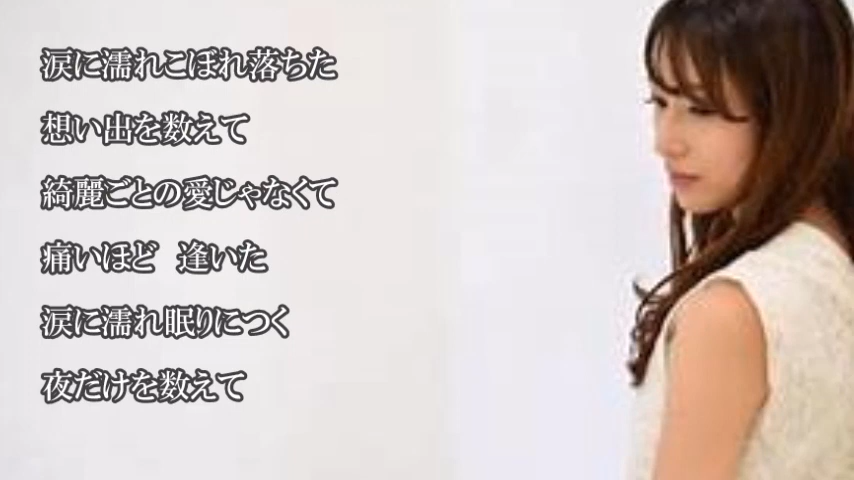 涙に濡れこぼれ落ちた
想い出を数えて
綺麗ごとの愛じゃなくて
痛いほど　逢いた
涙に濡れ眠りにつく
夜だけを数えて